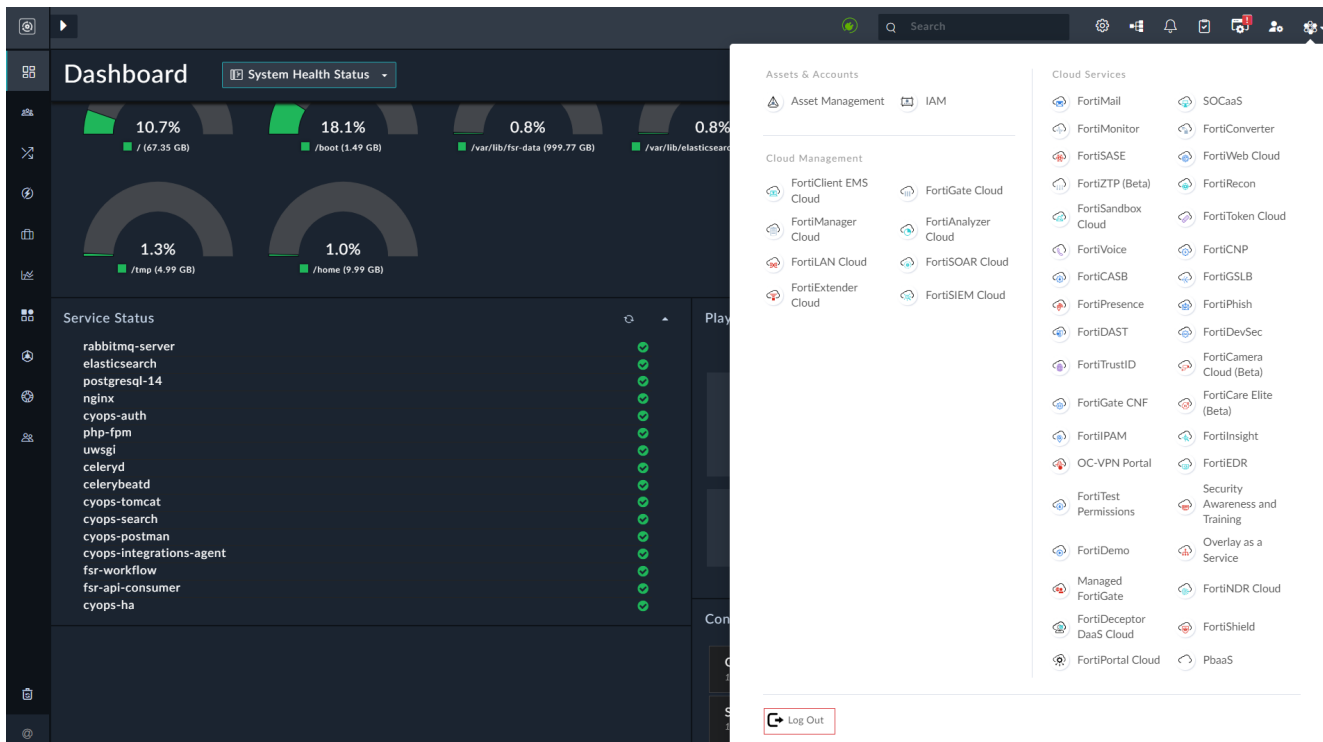 Search
Dashboard
System Health Status
10.7%
/ (67.35 GB)
18.1%
/boot (1.49 GB)
0.8%
/var/lib/fsr-data (999.77 GB)
0.8%
1.3%
/tmp (4.99 GB)
1.0%
/home (9.99 GB)
Service Status
rabbitmq-server
elasticsearch
postgresql-14
nginx
cyops-auth
php-fpm
uwsgi
celeryd
celerybeatd
cyops-tomcat
cyops-search
cyops-postman
cyops-integrations-agent
fsr-workflow
fsr-api-consumer
cyops-ha
Play
Con
Assets & Accounts
Asset Management
IAM
Cloud Management
FortiClient EMS
Cloud
FortiGate Cloud
FortiManager
Cloud
FortiAnalyzer
Cloud
FortiLAN Cloud
FortiSOAR Cloud
FortiExtender
Cloud
FortiSIEM Cloud
Cloud Services
FortiMail
SOCaaS
FortiMonitor
FortiConverter
FortiSASE
FortiWeb Cloud
FortiZTP (Beta)
FortiRecon
FortiSandbox
Cloud
FortiToken Cloud
FortiVoice
FortiCNP
FortiCASB
FortiGSLB
FortiPresence
FortiPhish
FortiDAST
FortiDevSec
FortiTrustID
FortiCamera
Cloud (Beta)
FortiGate CNF
FortiCare Elite
(Beta)
FortiIPAM
FortiInsight
OC-VPN Portal
FortiEDR
FortiTest
Permissions
Security
Awareness and
Training
FortiDemo
Overlay as a
Service
Managed
FortiGate
FortiNDR Cloud
FortiDeceptor
DaaS Cloud
FortiShield
FortiPortal Cloud
PbaaS
Log Out